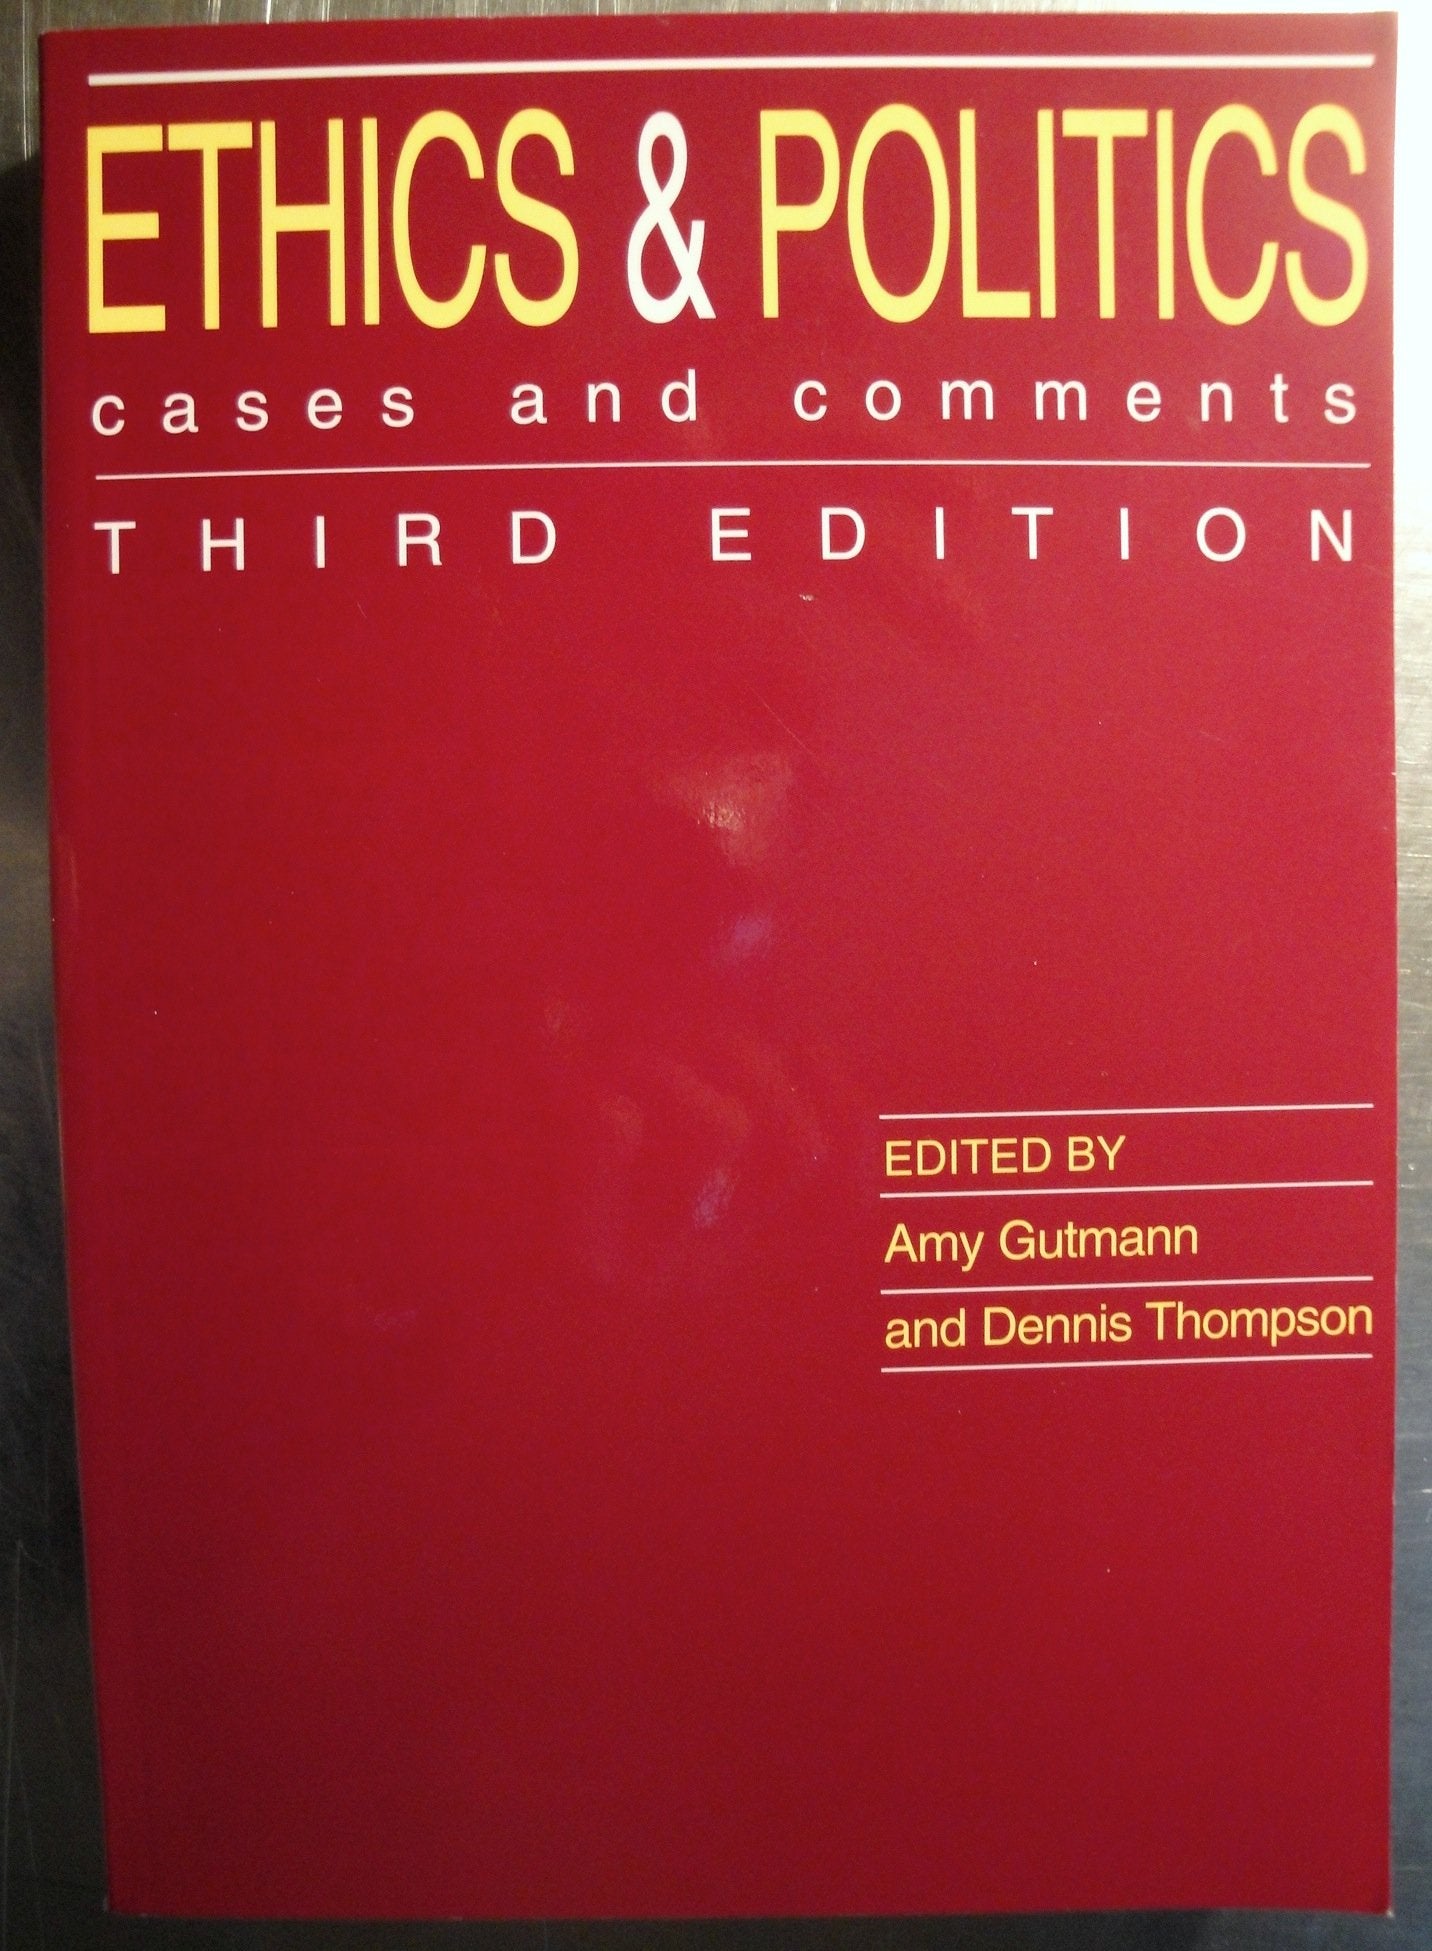 ETHICS & POLITICS
cases and comments
THIRD EDITION
EDITED BY
Amy Gutmann
and Dennis Thompson